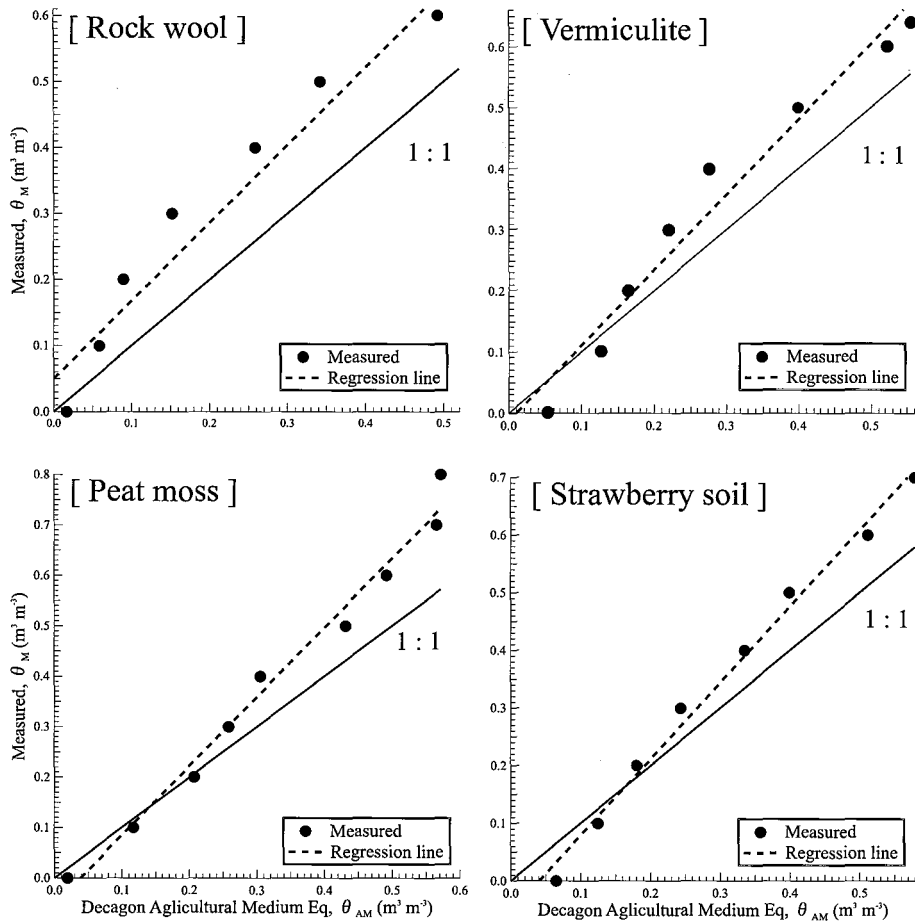 [ Rock wool ]
Measured, θ M (m³ m⁻³)
0.6
0.5
0.4
0.3
0.2
0.1
0.0
1 : 1
Measured
Regression line
0.0 0.1 0.2 0.3 0.4 0.5
[ Vermiculite ]
0.6
0.5
0.4
0.3
0.2
0.1
0.0
1 : 1
Measured
Regression line
0.0 0.1 0.2 0.3 0.4 0.5
[ Peat moss ]
Measured, θ M (m³ m⁻³)
0.8
0.7
0.6
0.5
0.4
0.3
0.2
0.1
0.0
1 : 1
Measured
Regression line
0.1 0.2 0.3 0.4 0.5 0.6
Decagon Aglicultural Medium Eq, θ AM (m³ m⁻³)
[ Strawberry soil ]
0.7
0.6
0.5
0.4
0.3
0.2
0.1
0.0
1 : 1
Measured
Regression line
0.0 0.1 0.2 0.3 0.4 0.5
Decagon Aglicultural Medium Eq, θ AM (m³ m⁻³)